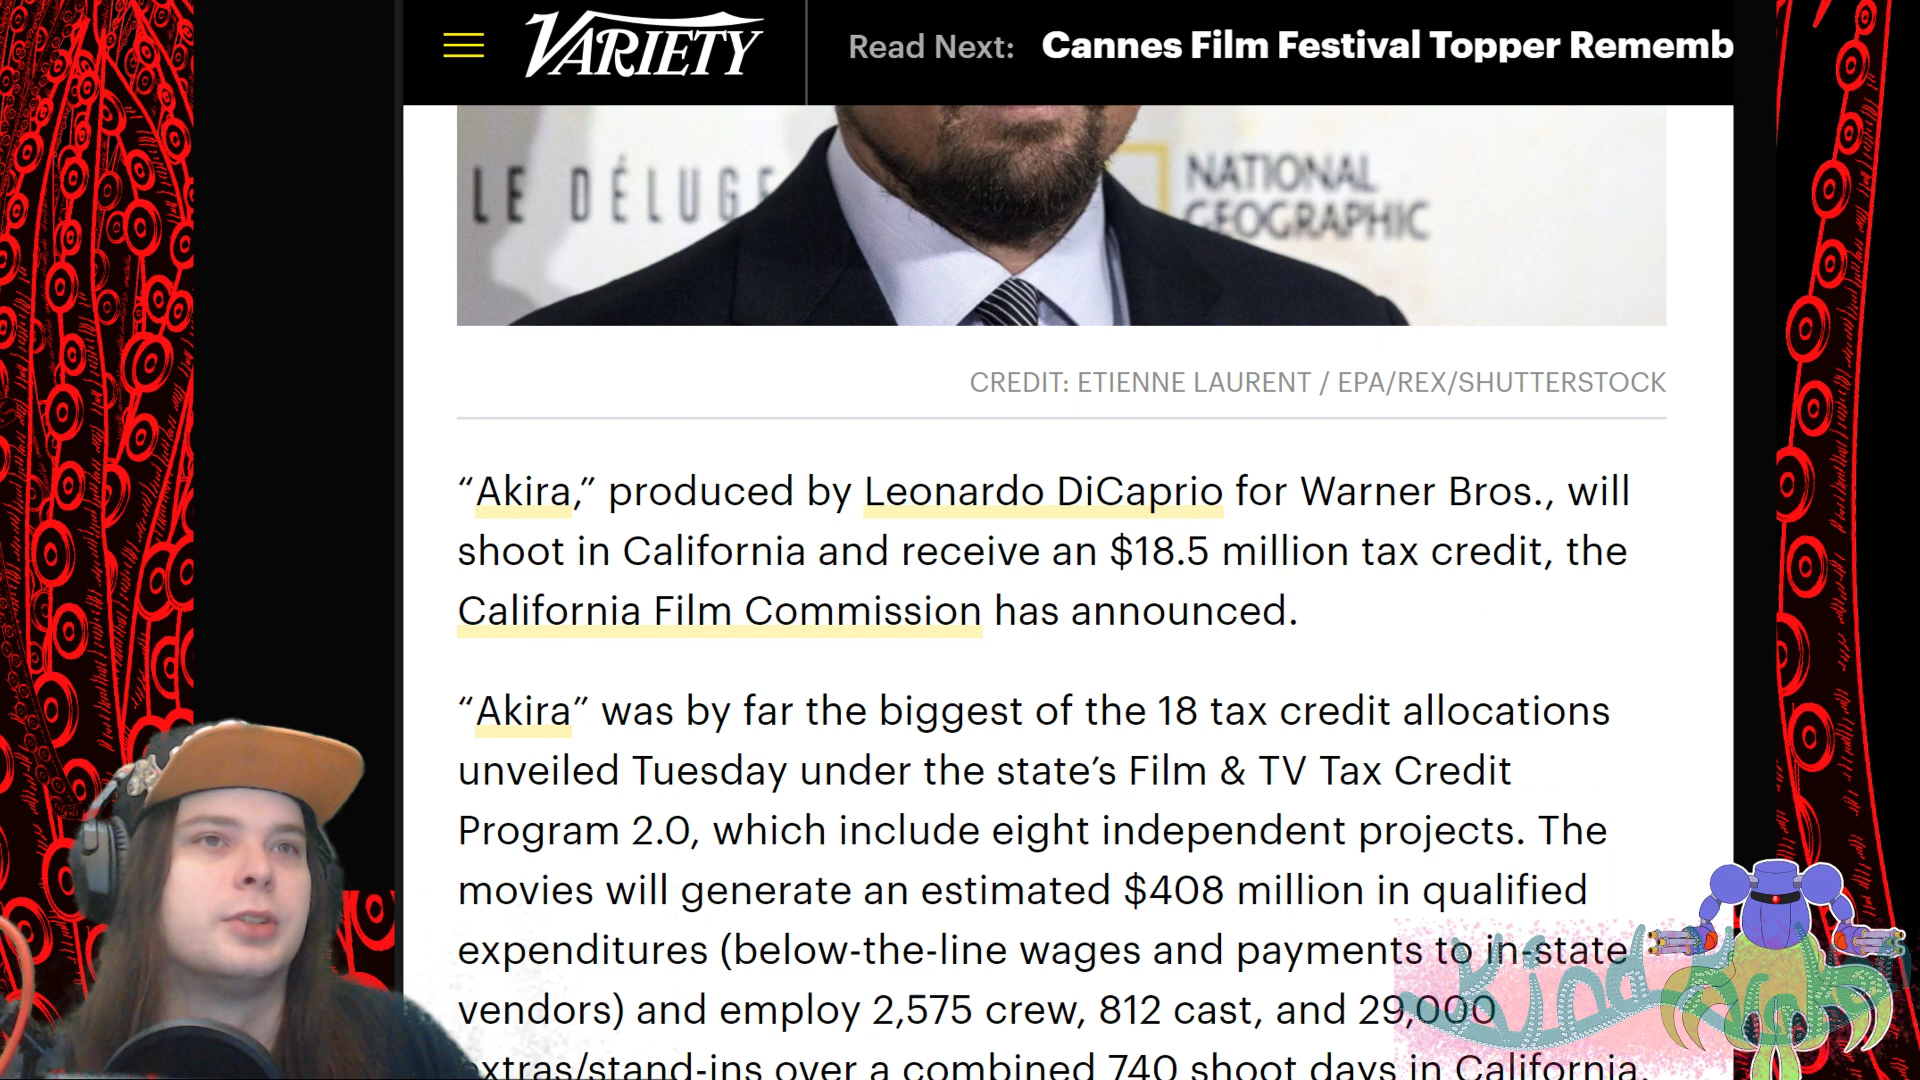 VARIETY
Read Next: Cannes Film Festival Topper Rememb
LE DÉLUGE
NATIONAL
GEOGRAPHIC
CREDIT: ETIENNE LAURENT / EPA/REX/SHUTTERSTOCK
“Akira,” produced by Leonardo DiCaprio for Warner Bros., will
shoot in California and receive an $18.5 million tax credit, the
California Film Commission has announced.
“Akira” was by far the biggest of the 18 tax credit allocations
unveiled Tuesday under the state’s Film & TV Tax Credit
Program 2.0, which include eight independent projects. The
movies will generate an estimated $408 million in qualified
expenditures (below-the-line wages and payments to in-state
vendors) and employ 2,575 crew, 812 cast, and 29,000
extras/stand-ins over a combined 740 shoot days in California.
Kind